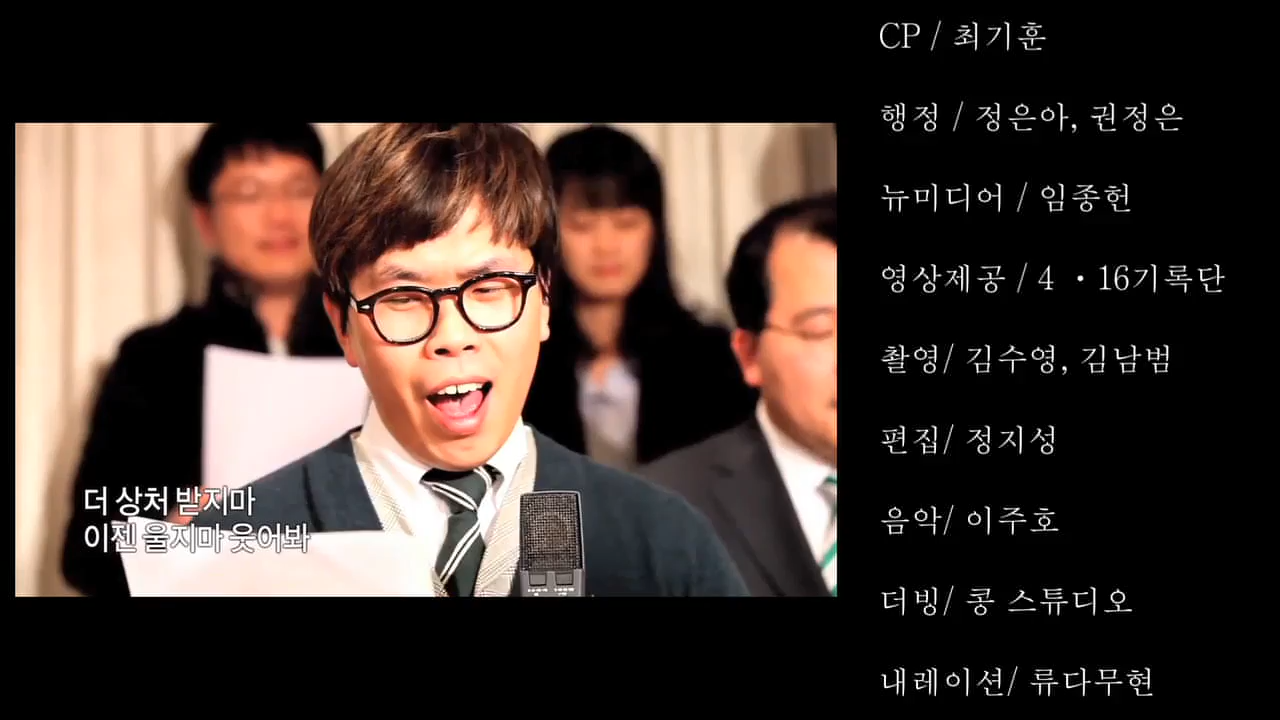 더 상처 받지마
이젠 울지마 웃어봐
CP / 최기훈
행정 / 정은아, 권정은
뉴미디어 / 임종헌
영상제공 / 4 · 16기록단
촬영/ 김수영, 김남범
편집/ 정지성
음악/ 이주호
더빙/ 콩 스튜디오
내레이션/ 류다무현